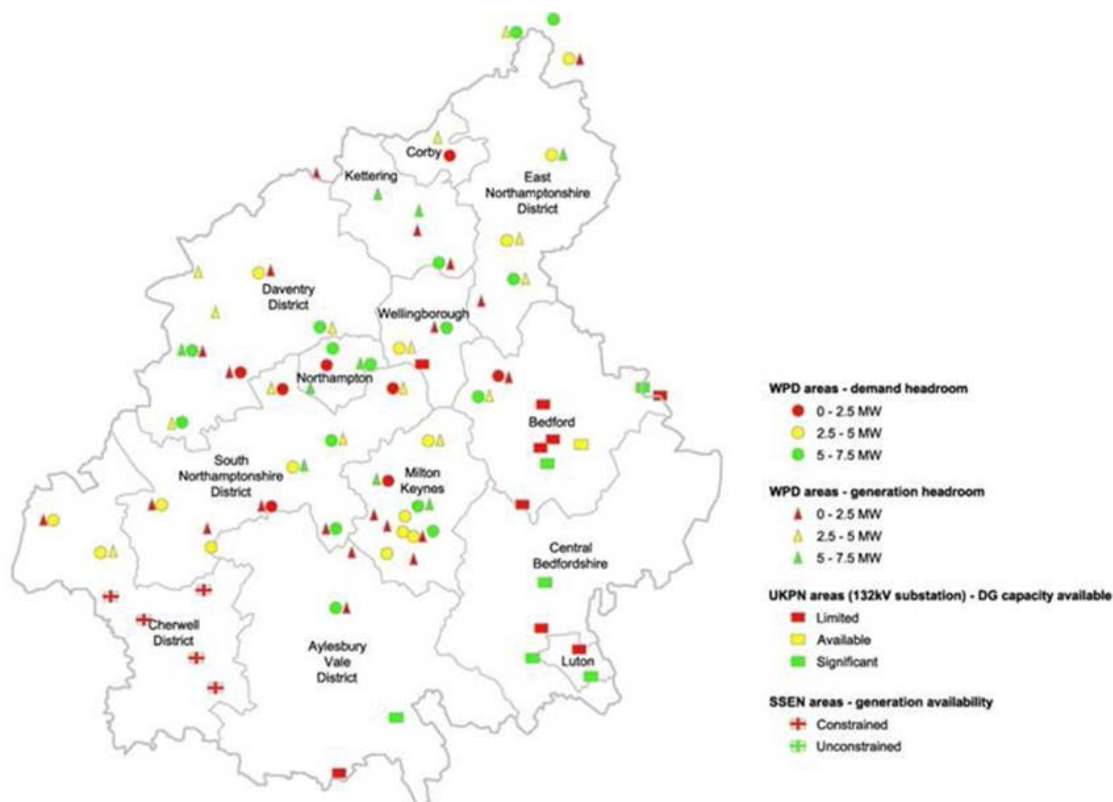 Corby
Kettering
East
Northamptonshire
District
Daventry
District
Wellingborough
Northampton
Bedford
South
Northamptonshire
District
Milton
Keynes
Central
Bedfordshire
Cherwell
District
Aylesbury
Vale
District
Luton
WPD areas - demand headroom
0 - 2.5 MW
2.5 - 5 MW
5 - 7.5 MW
WPD areas - generation headroom
0 - 2.5 MW
2.5 - 5 MW
5 - 7.5 MW
UKPN areas (132kV substation) - DG capacity available
Limited
Available
Significant
SSEN areas - generation availability
Constrained
Unconstrained